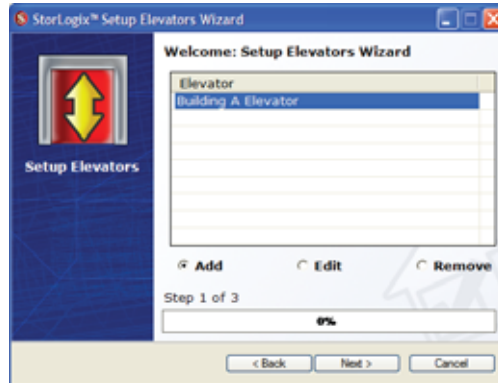 StorLogix™ Setup Elevators Wizard
Welcome: Setup Elevators Wizard
Elevator
Building A Elevator
Setup Elevators
Add Edit Remove
Step 1 of 3
0%
< Back Next > Cancel